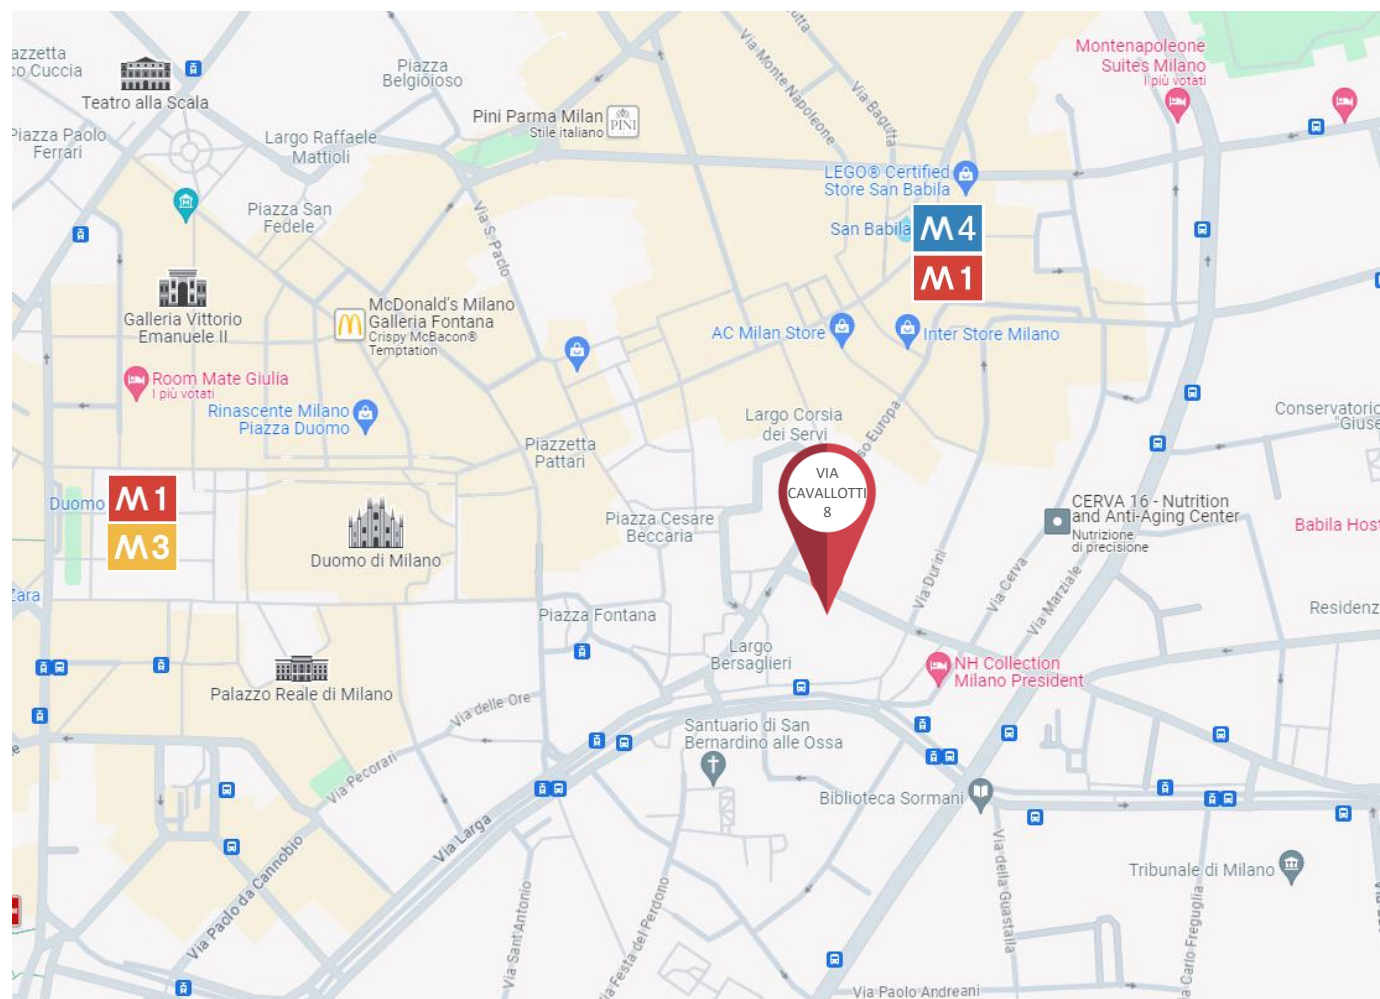 azzetta
co Cuccia
Teatro alla Scala
Piazza
Belgioioso
Pini Parma Milan
Stile italiano
PINI
Via Monte Napoleone
Via Bagutta
Montenapoleone
Suites Milano
I più votati
Piazza Paolo
Ferrari
Largo Raffaele
Mattioli
LEGO® Certified
Store San Babila
San Babila
M4
M1
Piazza San
Fedele
Via S. Paolo
Galleria Vittorio
Emanuele II
McDonald's Milano
Galleria Fontana
Crispy McBacon®
Temptation
AC Milan Store
Inter Store Milano
Room Mate Giulia
I più votati
Rinascente Milano
Piazza Duomo
Largo Corsia
dei Servi
so Europa
Conservatorio
"Giuse
Piazzetta
Pattari
VIA
CAVALLOTTI
8
Duomo
M1
M3
Duomo di Milano
Piazza Cesare
Beccaria
CERVA 16 - Nutrition
and Anti-Aging Center
Nutrizione
di precisione
Babila Host
Zara
Piazza Fontana
Via Durini
Via Cerva
Via Marziale
Residenz
Largo
Bersaglieri
NH Collection
Milano President
Palazzo Reale di Milano
Via delle Ore
Santuario di San
Bernardino alle Ossa
Via Pecorari
Biblioteca Sormani
Via Larga
Via Paolo da Cannobio
Via Sant'Antonio
ia Festa del Perdono
Via della Guastalla
Tribunale di Milano
a Carlo Freguglia
Via Paolo Andreani